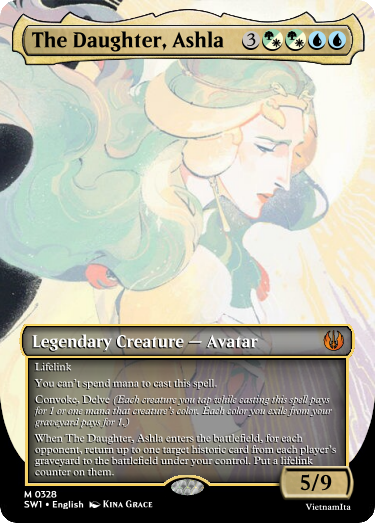 The Daughter, Ashla 3
Legendary Creature — Avatar
Lifelink
You can't spend mana to cast this spell.
Convoke, Delve (Each creature you tap while casting this spell pays
for 1 or one mana that creature's color. Each color you exile from your
graveyard pays for 1.)
When The Daughter, Ashla enters the battlefield, for each
opponent, return up to one target historic card from each player's
graveyard to the battlefield under your control. Put a lifelink
counter on them.
5/9
M 0328
SW1 • English KINA GRACE
VietnamIta